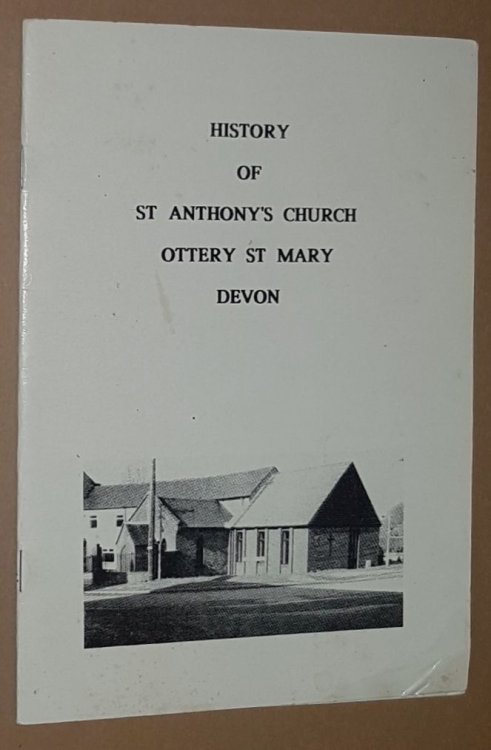 HISTORY
OF
ST ANTHONY'S CHURCH
OTTERY ST MARY
DEVON